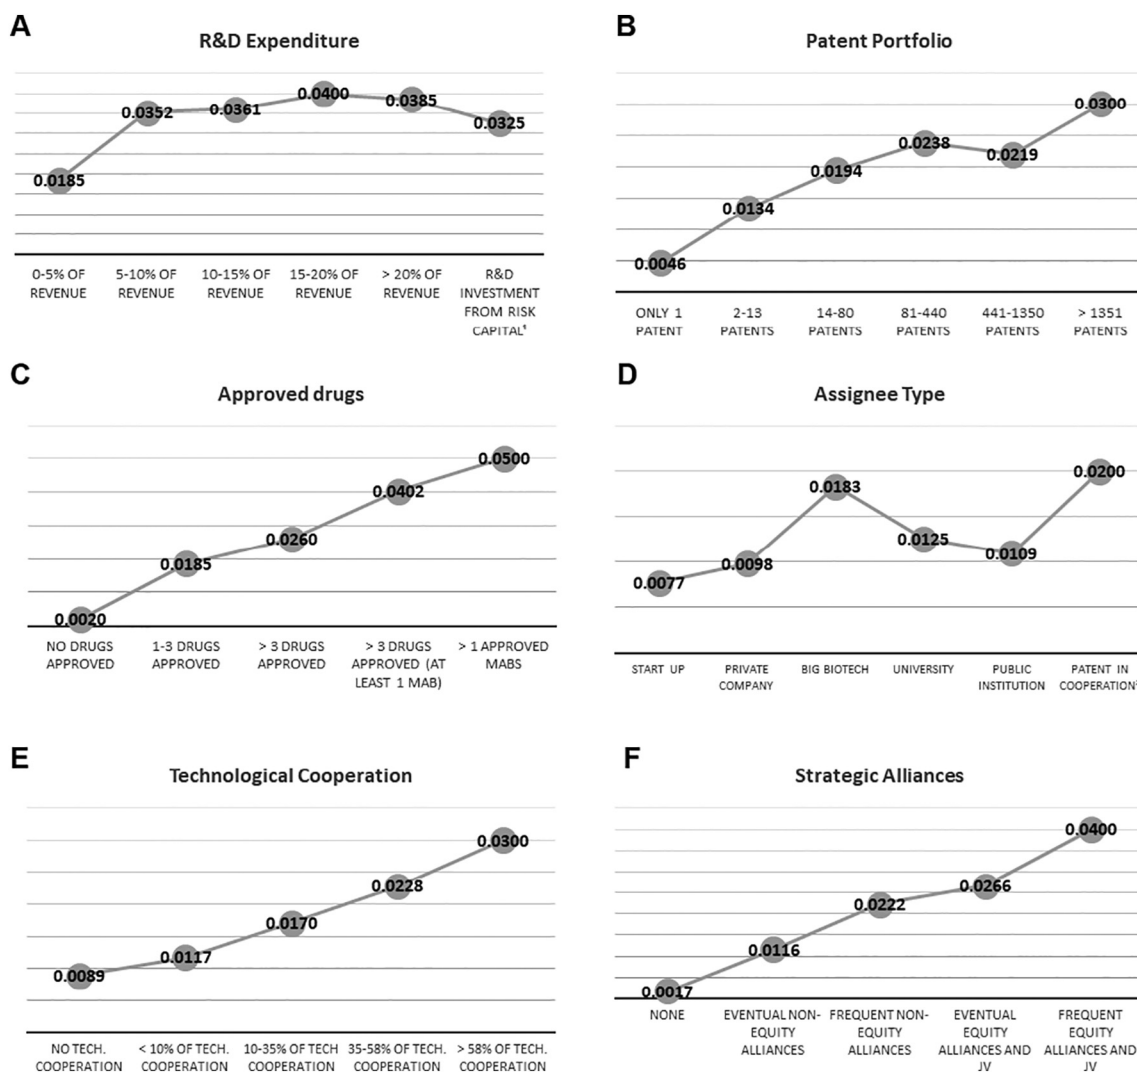 A
R&D Expenditure
0.0185
0.0352
0.0361
0.0400
0.0385
0.0325
0-5% OF
REVENUE
5-10% OF
REVENUE
10-15% OF
REVENUE
15-20% OF
REVENUE
> 20% OF
REVENUE
R&D
INVESTMENT
FROM RISK
CAPITAL¹
B
Patent Portfolio
0.0046
0.0134
0.0194
0.0238
0.0219
0.0300
ONLY 1
PATENT
2-13
PATENTS
14-80
PATENTS
81-440
PATENTS
441-1350
PATENTS
> 1351
PATENTS
C
Approved drugs
0.0020
0.0185
0.0260
0.0402
0.0500
NO DRUGS
APPROVED
1-3 DRUGS
APPROVED
> 3 DRUGS
APPROVED
> 3 DRUGS
APPROVED (AT
LEAST 1 MAB)
> 1 APPROVED
MABS
D
Assignee Type
0.0077
0.0098
0.0183
0.0125
0.0109
0.0200
START UP
PRIVATE
COMPANY
BIG BIOTECH
UNIVERSITY
PUBLIC
INSTITUTION
PATENT IN
COOPERATION²
E
Technological Cooperation
0.0089
0.0117
0.0170
0.0228
0.0300
NO TECH.
COOPERATION
< 10% OF TECH.
COOPERATION
10-35% OF TECH
COOPERATION
35-58% OF TECH.
COOPERATION
> 58% OF TECH.
COOPERATION
F
Strategic Alliances
0.0017
0.0116
0.0222
0.0266
0.0400
NONE
EVENTUAL NON-
EQUITY
ALLIANCES
FREQUENT NON-
EQUITY
ALLIANCES
EVENTUAL
EQUITY
ALLIANCES AND
JV
FREQUENT
EQUITY
ALLIANCES AND
JV